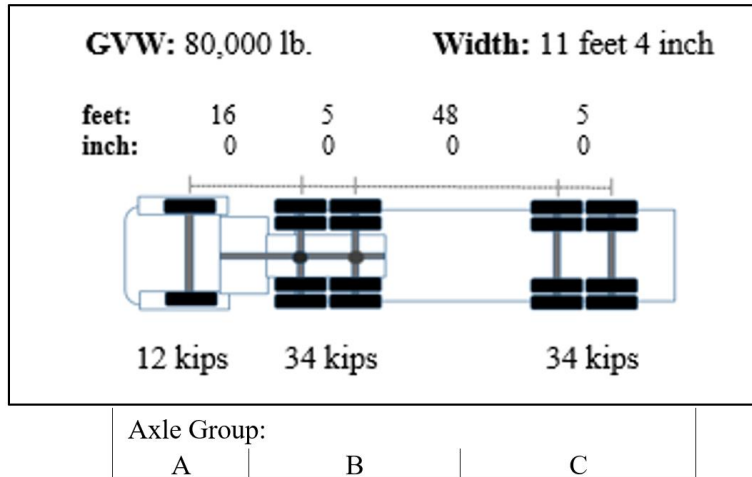 GVW: 80,000 lb. Width: 11 feet 4 inch
feet: 16 5 48 5
inch: 0 0 0 0
12 kips 34 kips 34 kips
Axle Group:
A B C